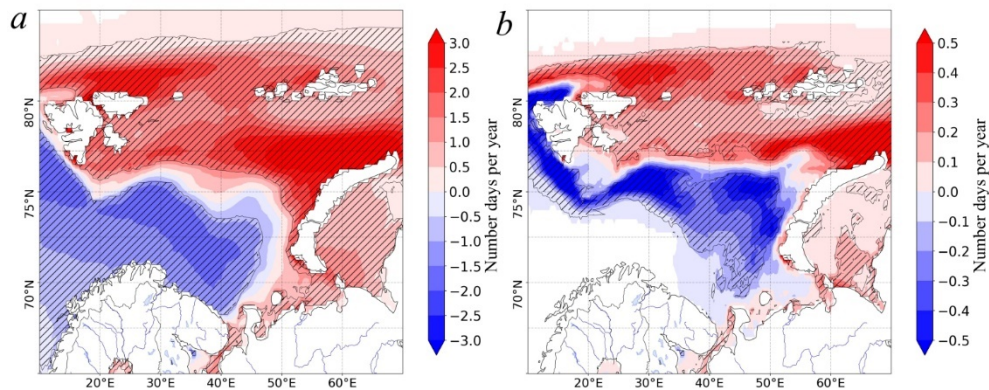 a
b
80°N
75°N
70°N
20°E 30°E 40°E 50°E 60°E
3.0
2.5
2.0
1.5
1.0
0.5
0.0
−0.5
−1.0
−1.5
−2.0
−2.5
−3.0
Number days per year
80°N
75°N
70°N
20°E 30°E 40°E 50°E 60°E
0.5
0.4
0.3
0.2
0.1
0.0
−0.1
−0.2
−0.3
−0.4
−0.5
Number days per year